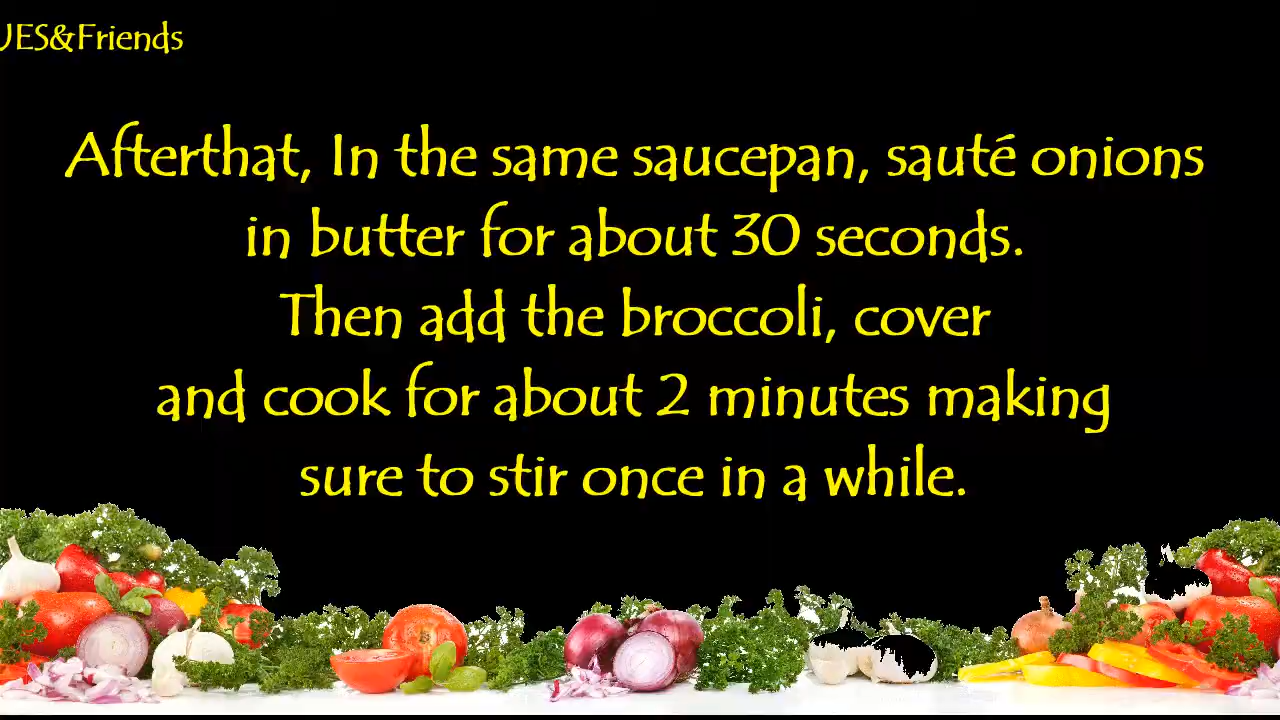 UES&Friends
Afterthat, In the same saucepan, sauté onions
in butter for about 30 seconds.
Then add the broccoli, cover
and cook for about 2 minutes making
sure to stir once in a while.